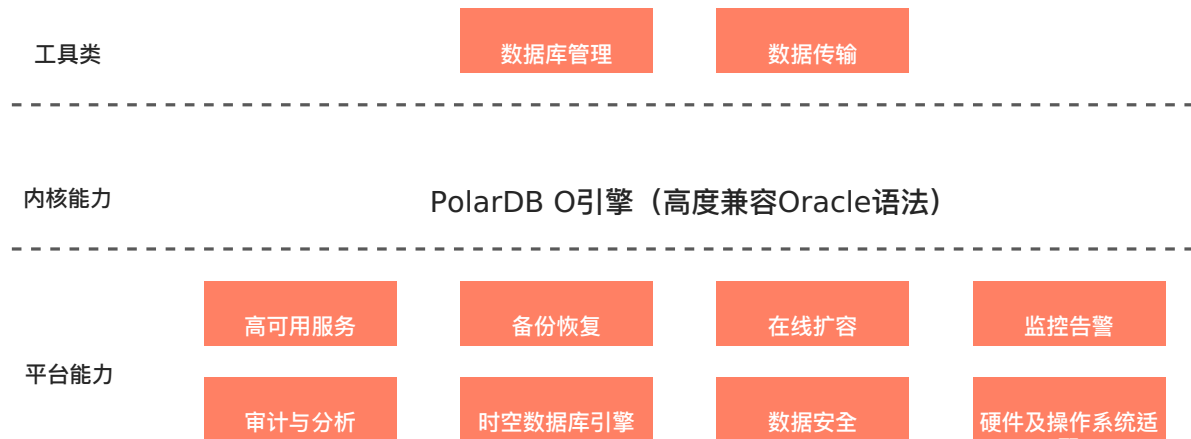 工具类 数据库管理 数据传输
内核能力 PolarDB O引擎（高度兼容Oracle语法）
高可用服务 备份恢复 在线扩容 监控告警
平台能力
审计与分析 时空数据库引擎 数据安全 硬件及操作系统适